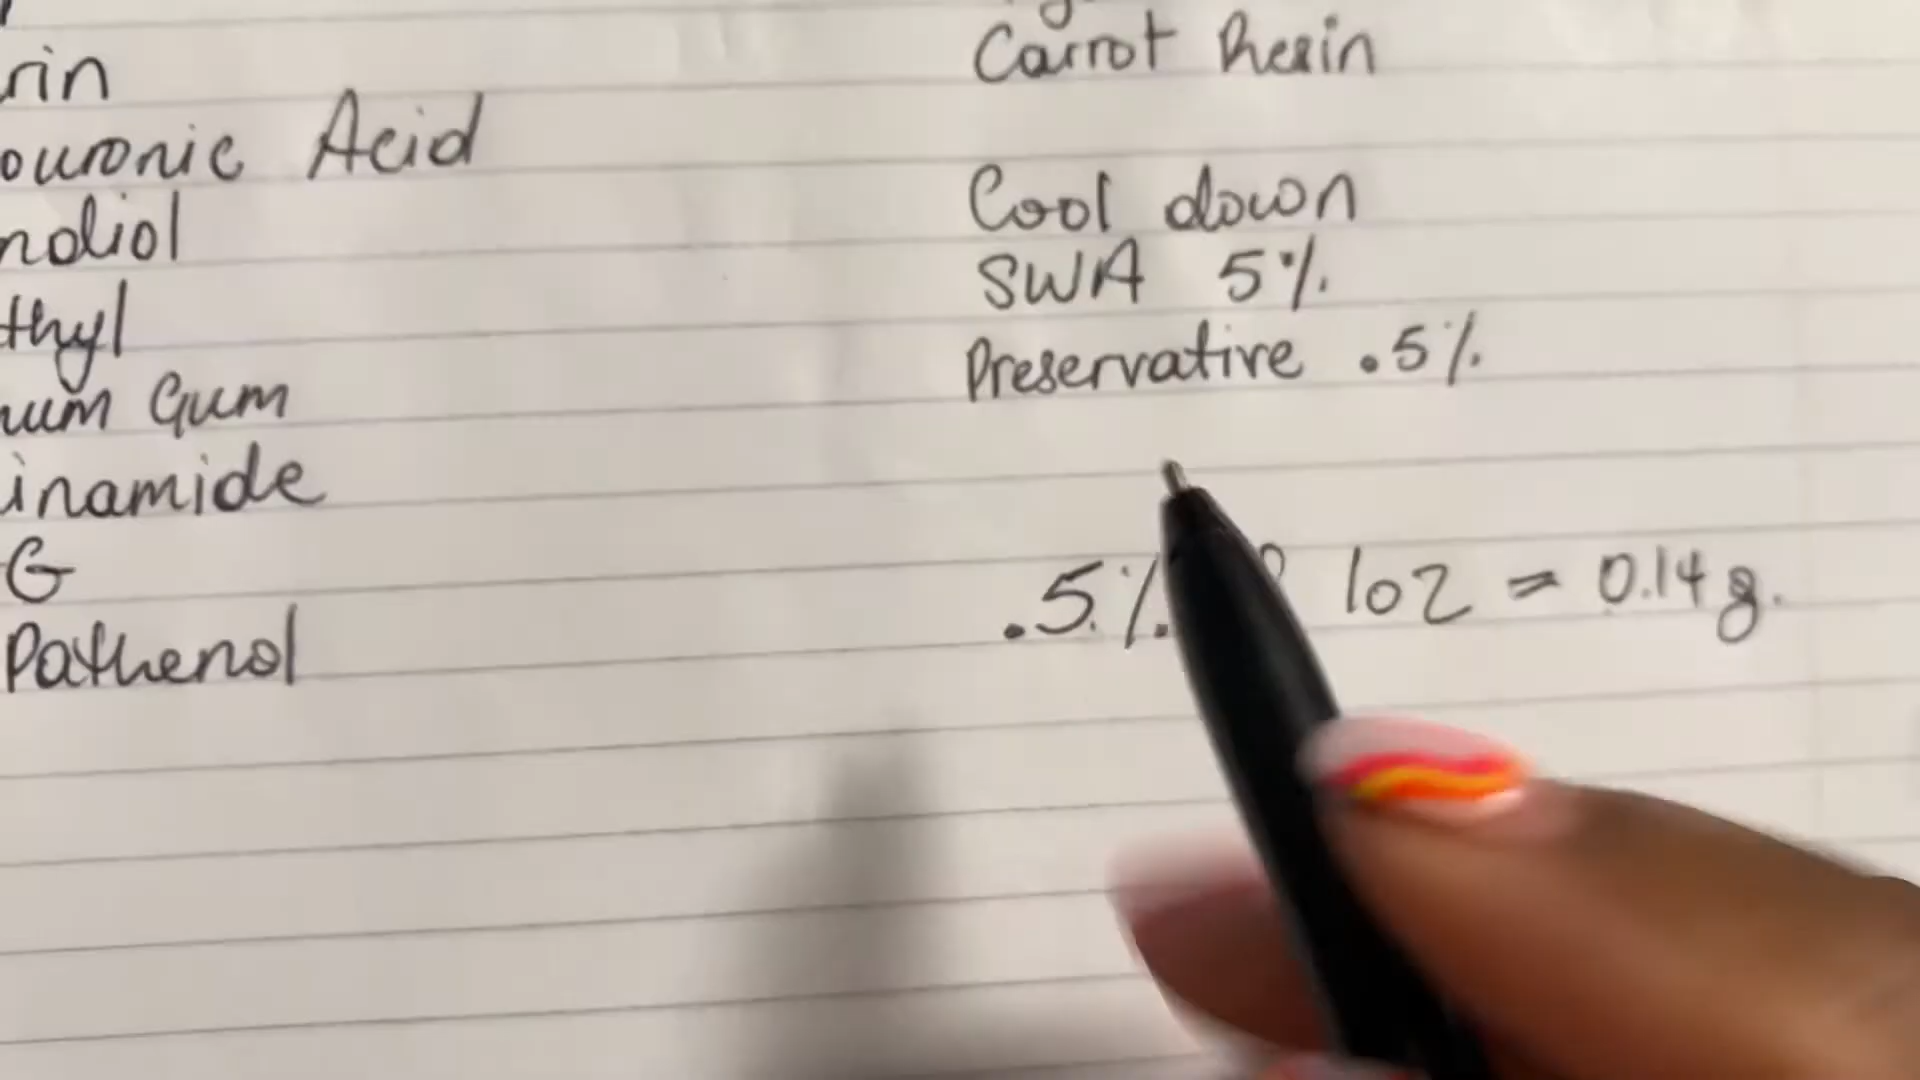 rin
ouronic Acid
ndiol
thyl
num Gum
inamide
G
Pathenol
Carrot Resin
Cool down
SWA 5%
Preservative .5%
.5% 1oz = 0.14g.